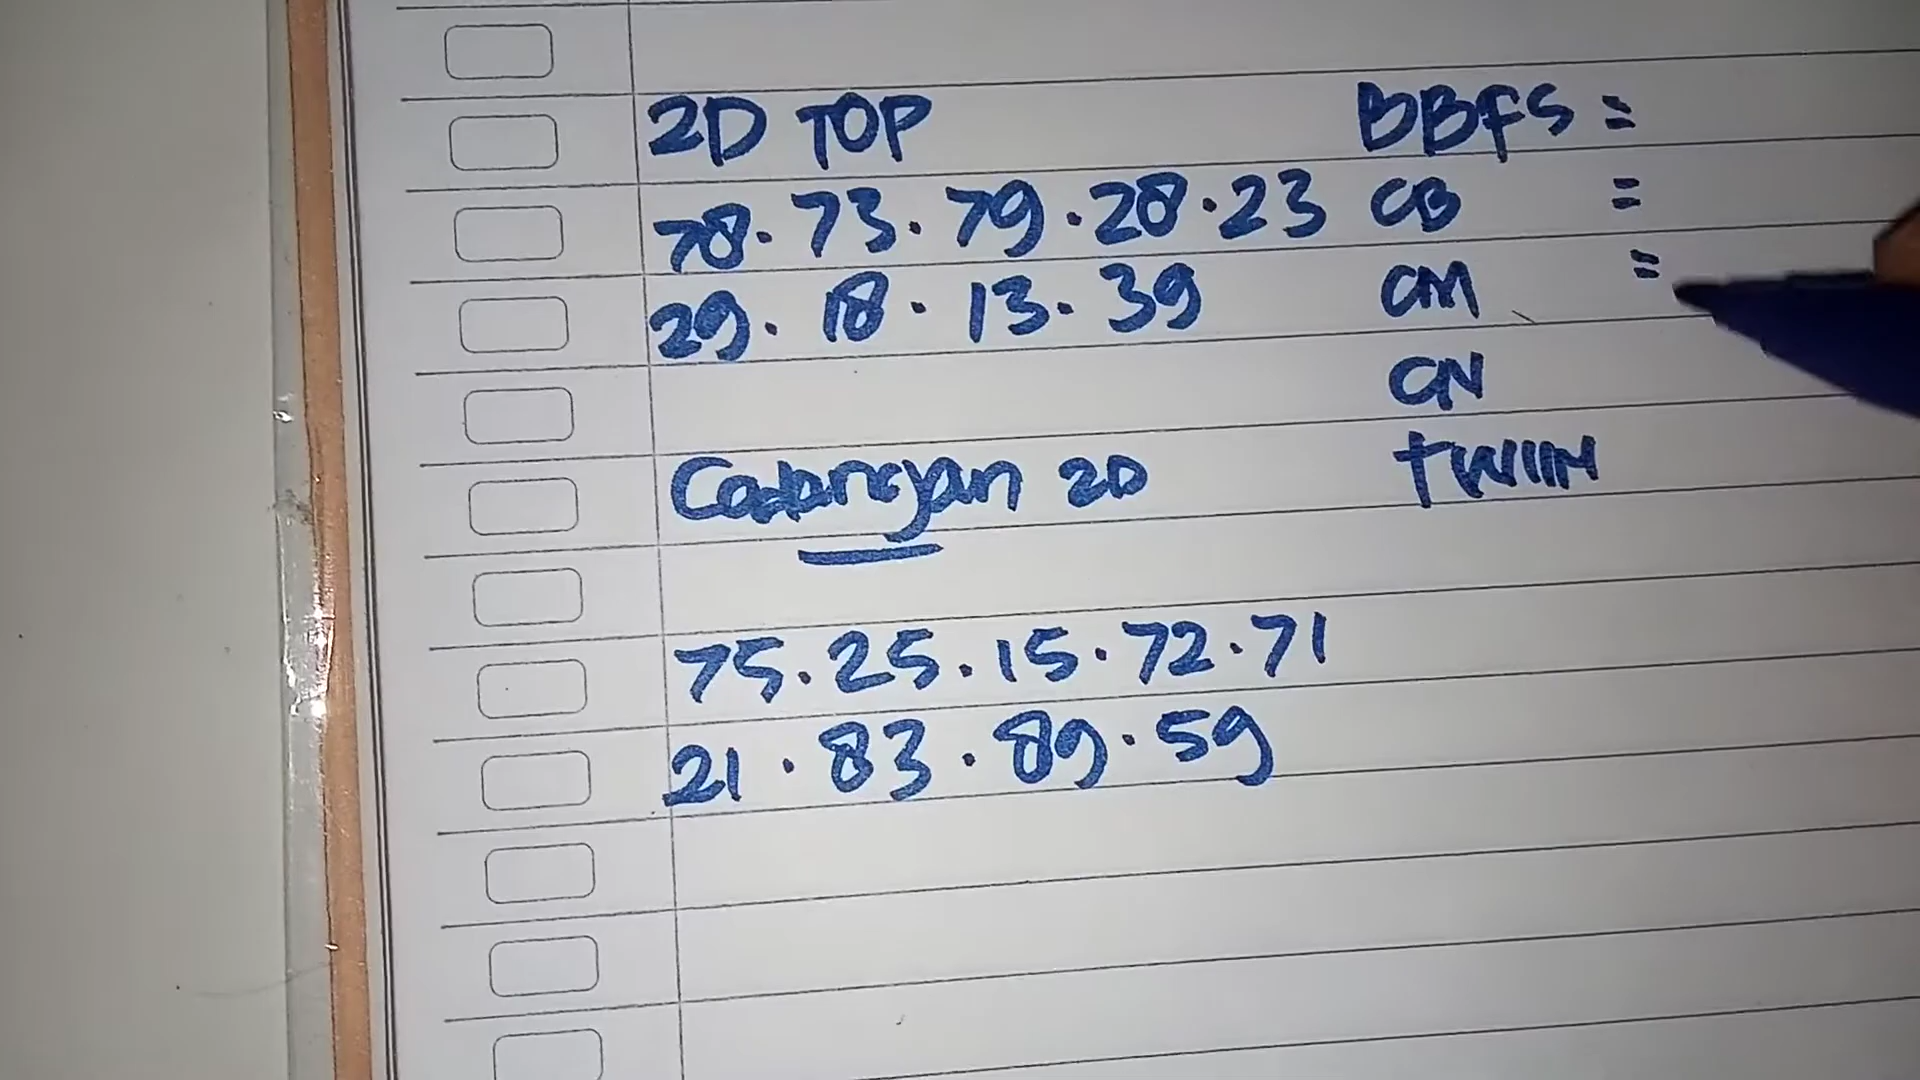 2D TOP
78. 73. 79. 28. 23
29. 18. 13. 39
Cadangan 2D
75. 25. 15. 72. 71
21. 83. 89. 59
BBFS =
CB =
CM =
CN
TWIIN